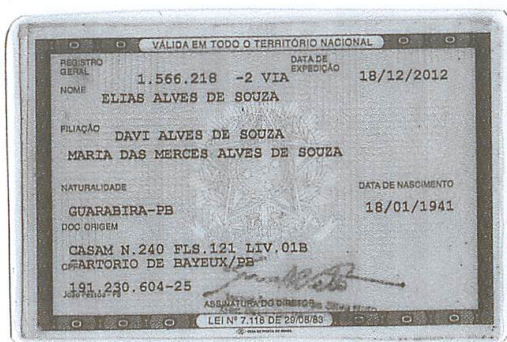 VÁLIDA EM TODO O TERRITÓRIO NACIONAL
REGISTRO GERAL 1.566.218 -2 VIA DATA DE EXPEDIÇÃO 18/12/2012
NOME ELIAS ALVES DE SOUZA
FILIAÇÃO DAVI ALVES DE SOUZA
MARIA DAS MERCES ALVES DE SOUZA
NATURALIDADE DATA DE NASCIMENTO
GUARABIRA-PB 18/01/1941
DOC ORIGEM
CASAM N.240 FLS.121 LIV.01B
CARTORIO DE BAYEUX/PB
191.230.604-25
João Pessoa - PB
ASSINATURA DO DIRETOR
LEI Nº 7.116 DE 29/08/83